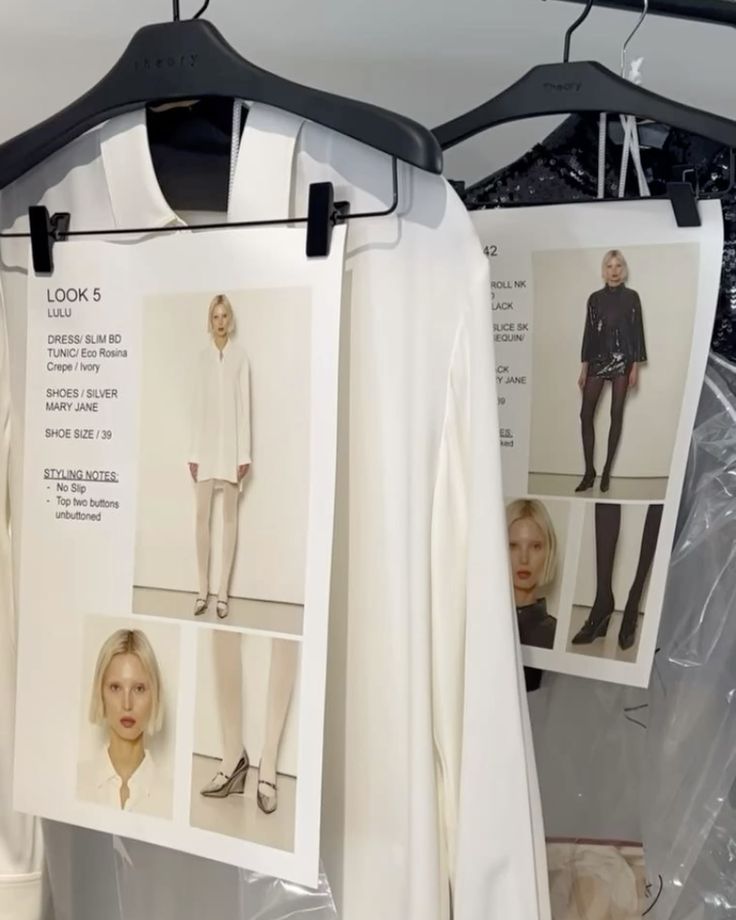 theory
theory
LOOK 5
LULU
DRESS/ SLIM BD
TUNIC/ Eco Rosina
Crepe / Ivory
SHOES / SILVER
MARY JANE
SHOE SIZE / 39
STYLING NOTES:
- No Slip
- Top two buttons
unbuttoned
42
ROLL NK
LACK
SLICE SK
SEQUIN/
CK
Y JANE
39
ES:
ked